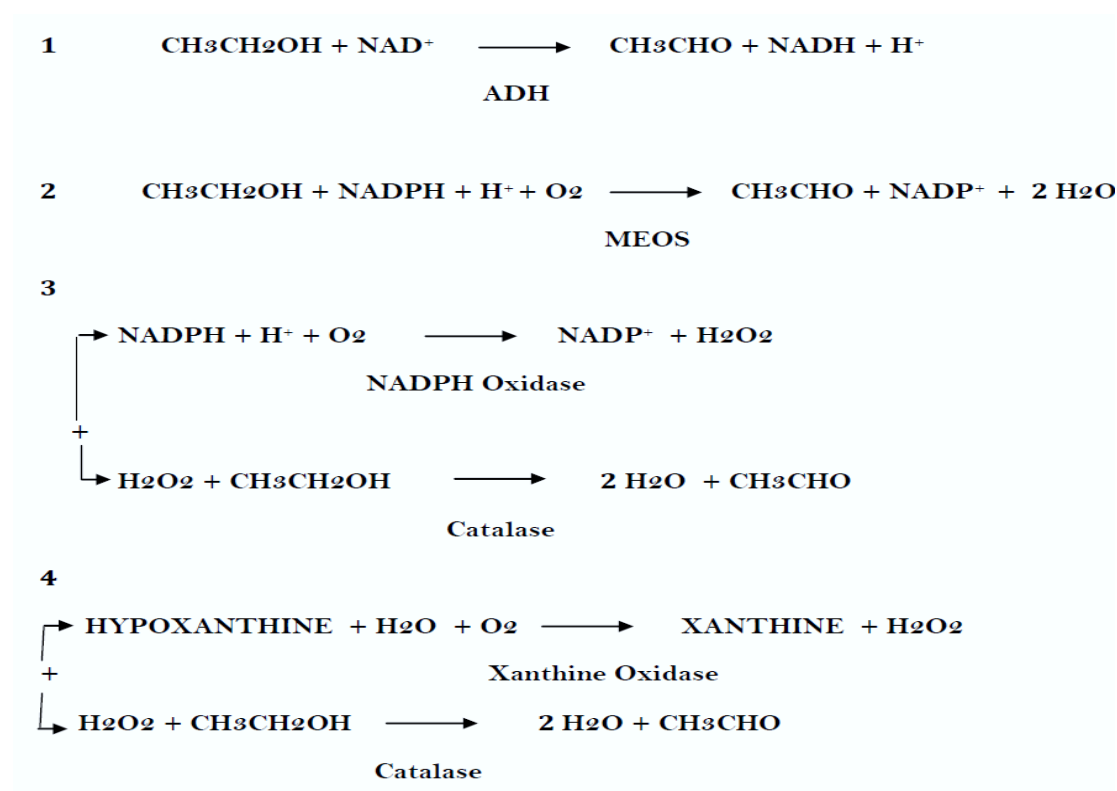 1 CH3CH2OH + NAD+ ⟶ CH3CHO + NADH + H+
ADH
2 CH3CH2OH + NADPH + H+ + O2 ⟶ CH3CHO + NADP+ + 2 H2O
MEOS
3
NADPH + H+ + O2 ⟶ NADP+ + H2O2
NADPH Oxidase
+
H2O2 + CH3CH2OH ⟶ 2 H2O + CH3CHO
Catalase
4
HYPOXANTHINE + H2O + O2 ⟶ XANTHINE + H2O2
+ Xanthine Oxidase
H2O2 + CH3CH2OH ⟶ 2 H2O + CH3CHO
Catalase